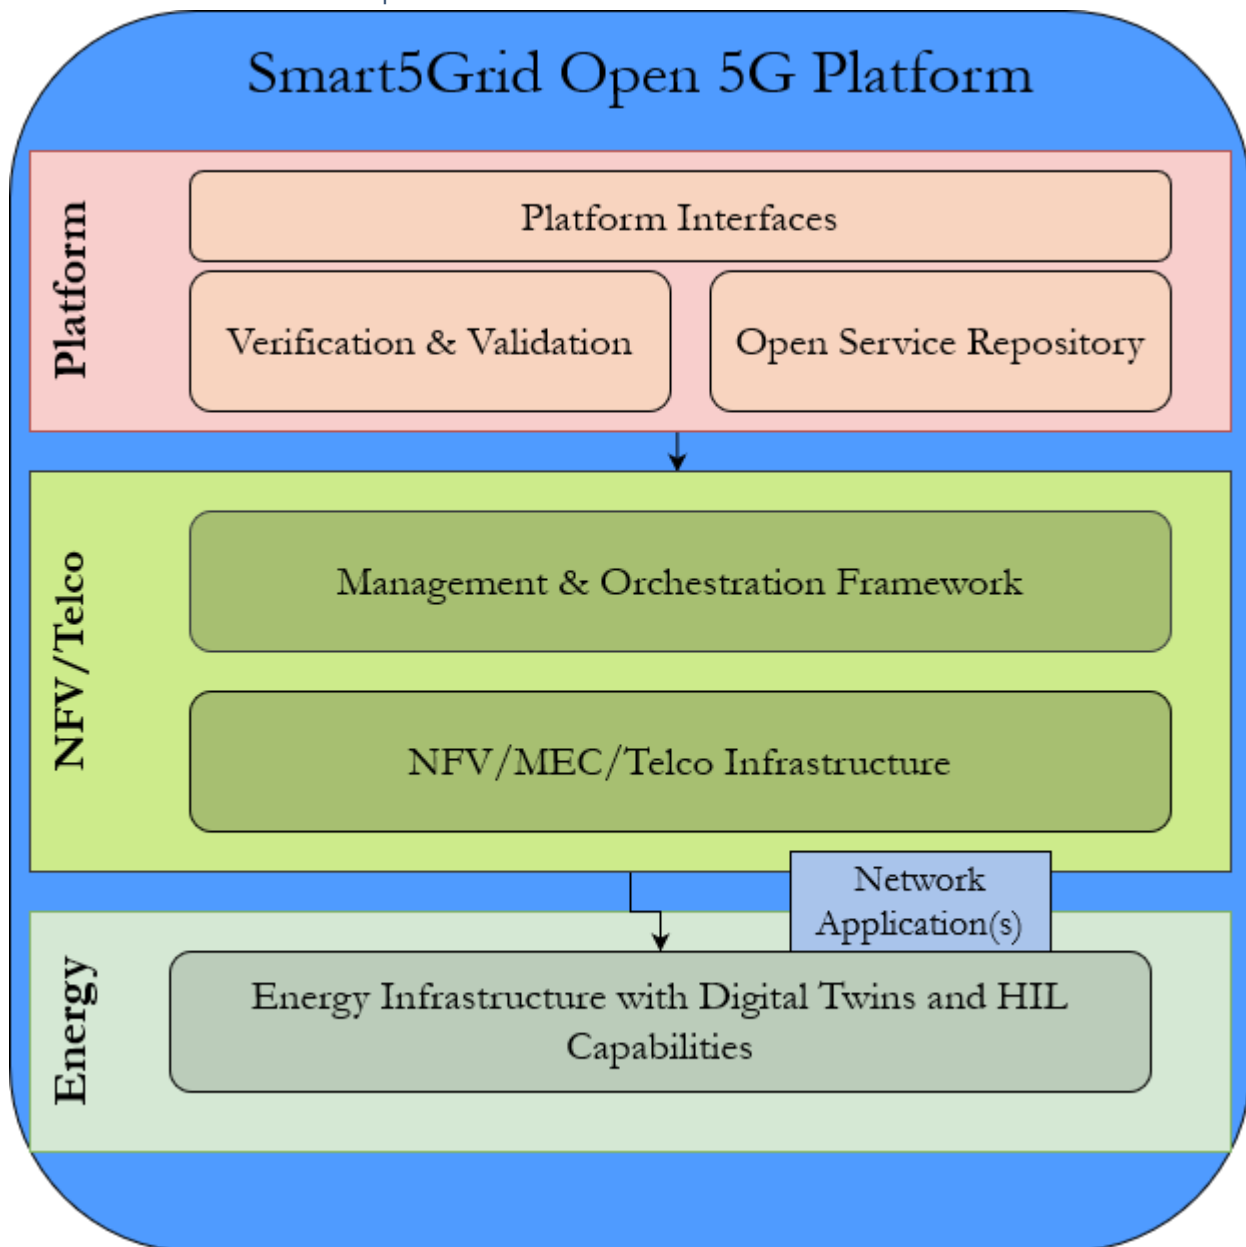 Smart5Grid Open 5G Platform
Platform
Platform Interfaces
Verification & Validation
Open Service Repository
NFV/Telco
Management & Orchestration Framework
NFV/MEC/Telco Infrastructure
Network
Application(s)
Energy
Energy Infrastructure with Digital Twins and HIL
Capabilities